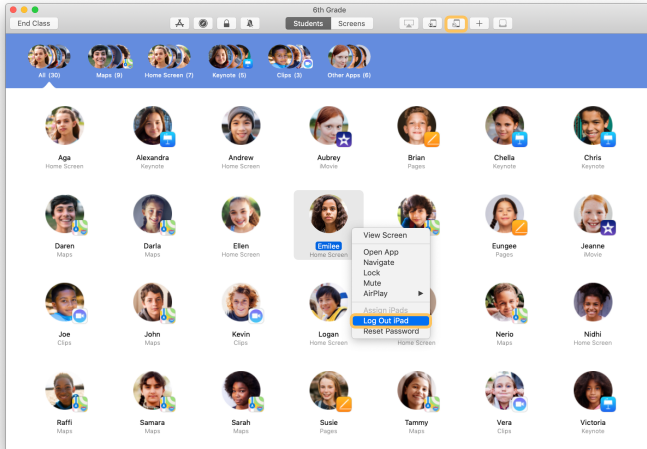 6th Grade
End Class
Students
Screens
All (30)
Maps (9)
Home Screen (7)
Keynote (5)
Clips (3)
Other Apps (6)
Aga
Home Screen
Alexandra
Keynote
Andrew
Home Screen
Aubrey
iMovie
Brian
Pages
Chella
Keynote
Chris
Keynote
Daren
Maps
Darla
Maps
Ellen
Home Screen
Emilee
Home Screen
Eungee
Pages
Jeanne
iMovie
View Screen
Open App
Navigate
Lock
Mute
AirPlay
Assign iPads
Log Out iPad
Reset Password
Joe
Clips
John
Maps
Kevin
Clips
Logan
Home Screen
Home Screen
Nerio
Maps
Nidhi
Home Screen
Raffi
Maps
Samara
Maps
Sarah
Maps
Susie
Pages
Tammy
Maps
Vera
Clips
Victoria
Keynote